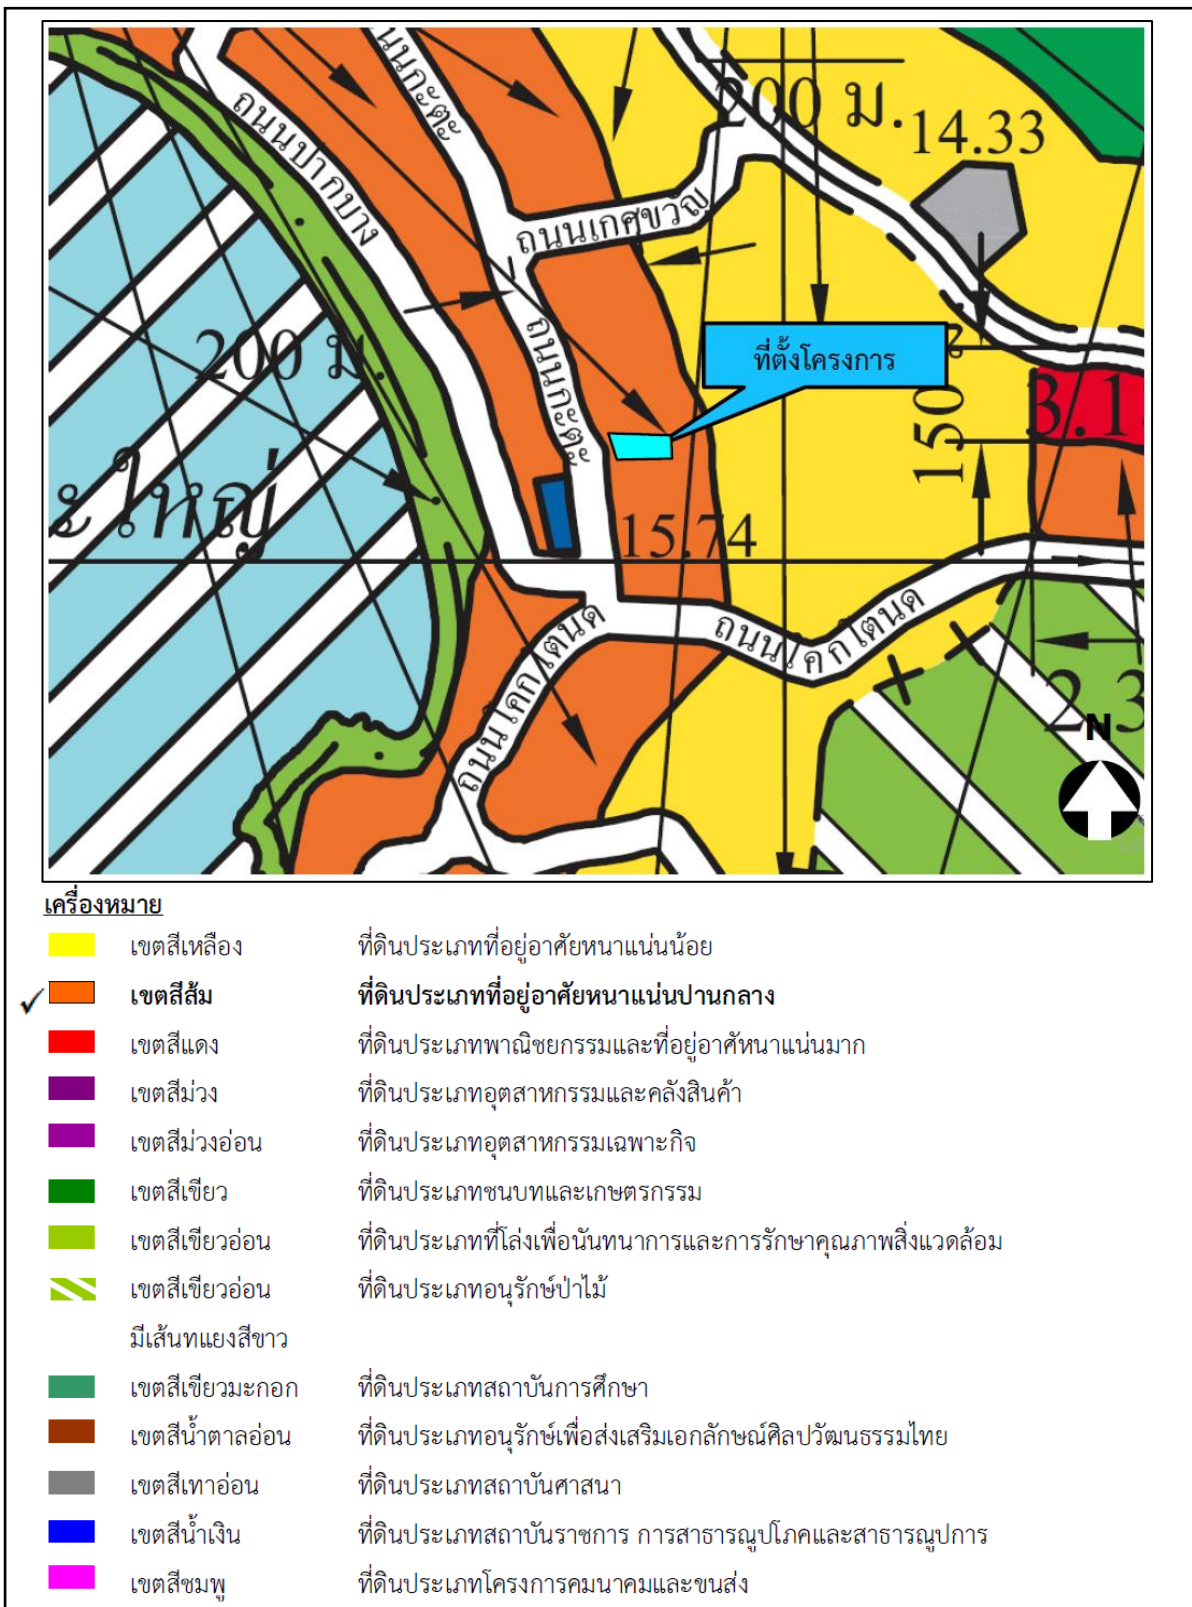 200 ม.
14.33
ถนนกะตะ
ถนนปากบาง
ถนนเกศขวัญ
ถนนกะตะ
200 ม
ที่ตั้งโครงการ
150
3.1
ะใหญ่
15.74
ถนนโคกโตนด
ถนนโคกโตนด
2.3
N
เครื่องหมาย
เขตสีเหลือง ที่ดินประเภทที่อยู่อาศัยหนาแน่นน้อย
✓ เขตสีส้ม ที่ดินประเภทที่อยู่อาศัยหนาแน่นปานกลาง
เขตสีแดง ที่ดินประเภทพาณิชยกรรมและที่อยู่อาศัหนาแน่นมาก
เขตสีม่วง ที่ดินประเภทอุตสาหกรรมและคลังสินค้า
เขตสีม่วงอ่อน ที่ดินประเภทอุตสาหกรรมเฉพาะกิจ
เขตสีเขียว ที่ดินประเภทชนบทและเกษตรกรรม
เขตสีเขียวอ่อน ที่ดินประเภทที่โล่งเพื่อนันทนาการและการรักษาคุณภาพสิ่งแวดล้อม
เขตสีเขียวอ่อน ที่ดินประเภทอนุรักษ์ป่าไม้
มีเส้นทแยงสีขาว
เขตสีเขียวมะกอก ที่ดินประเภทสถาบันการศึกษา
เขตสีน้ำตาลอ่อน ที่ดินประเภทอนุรักษ์เพื่อส่งเสริมเอกลักษณ์ศิลปวัฒนธรรมไทย
เขตสีเทาอ่อน ที่ดินประเภทสถาบันศาสนา
เขตสีน้ำเงิน ที่ดินประเภทสถาบันราชการ การสาธารณูปโภคและสาธารณูปการ
เขตสีชมพู ที่ดินประเภทโครงการคมนาคมและขนส่ง